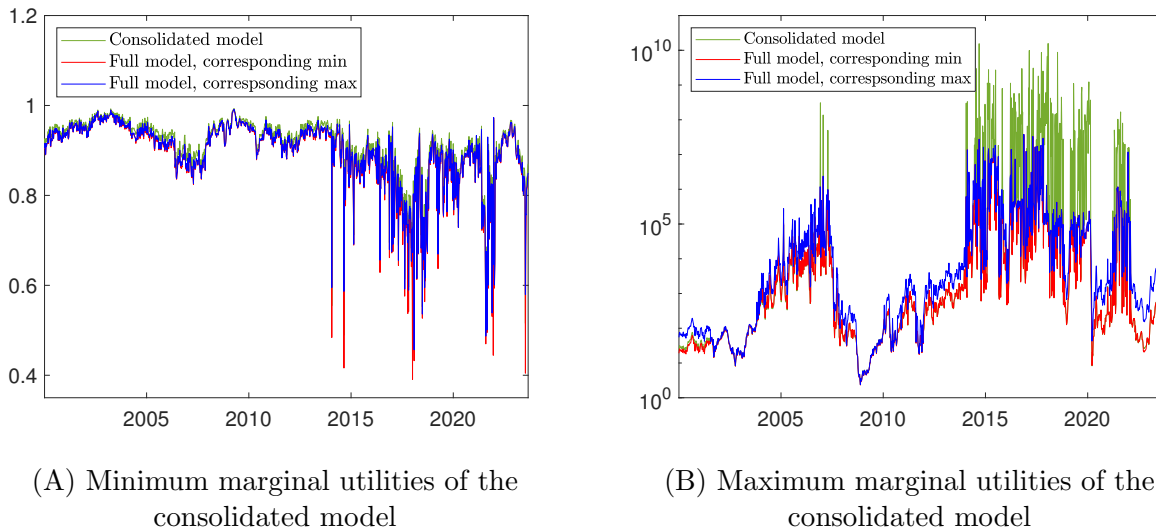 1.2
1
0.8
0.6
0.4
2005
2010
2015
2020
Consolidated model
Full model, corresponding min
Full model, correspsonding max
10^10
10^5
10^0
2005
2010
2015
2020
Consolidated model
Full model, corresponding min
Full model, correspsonding max
(A) Minimum marginal utilities of the
consolidated model
(B) Maximum marginal utilities of the
consolidated model